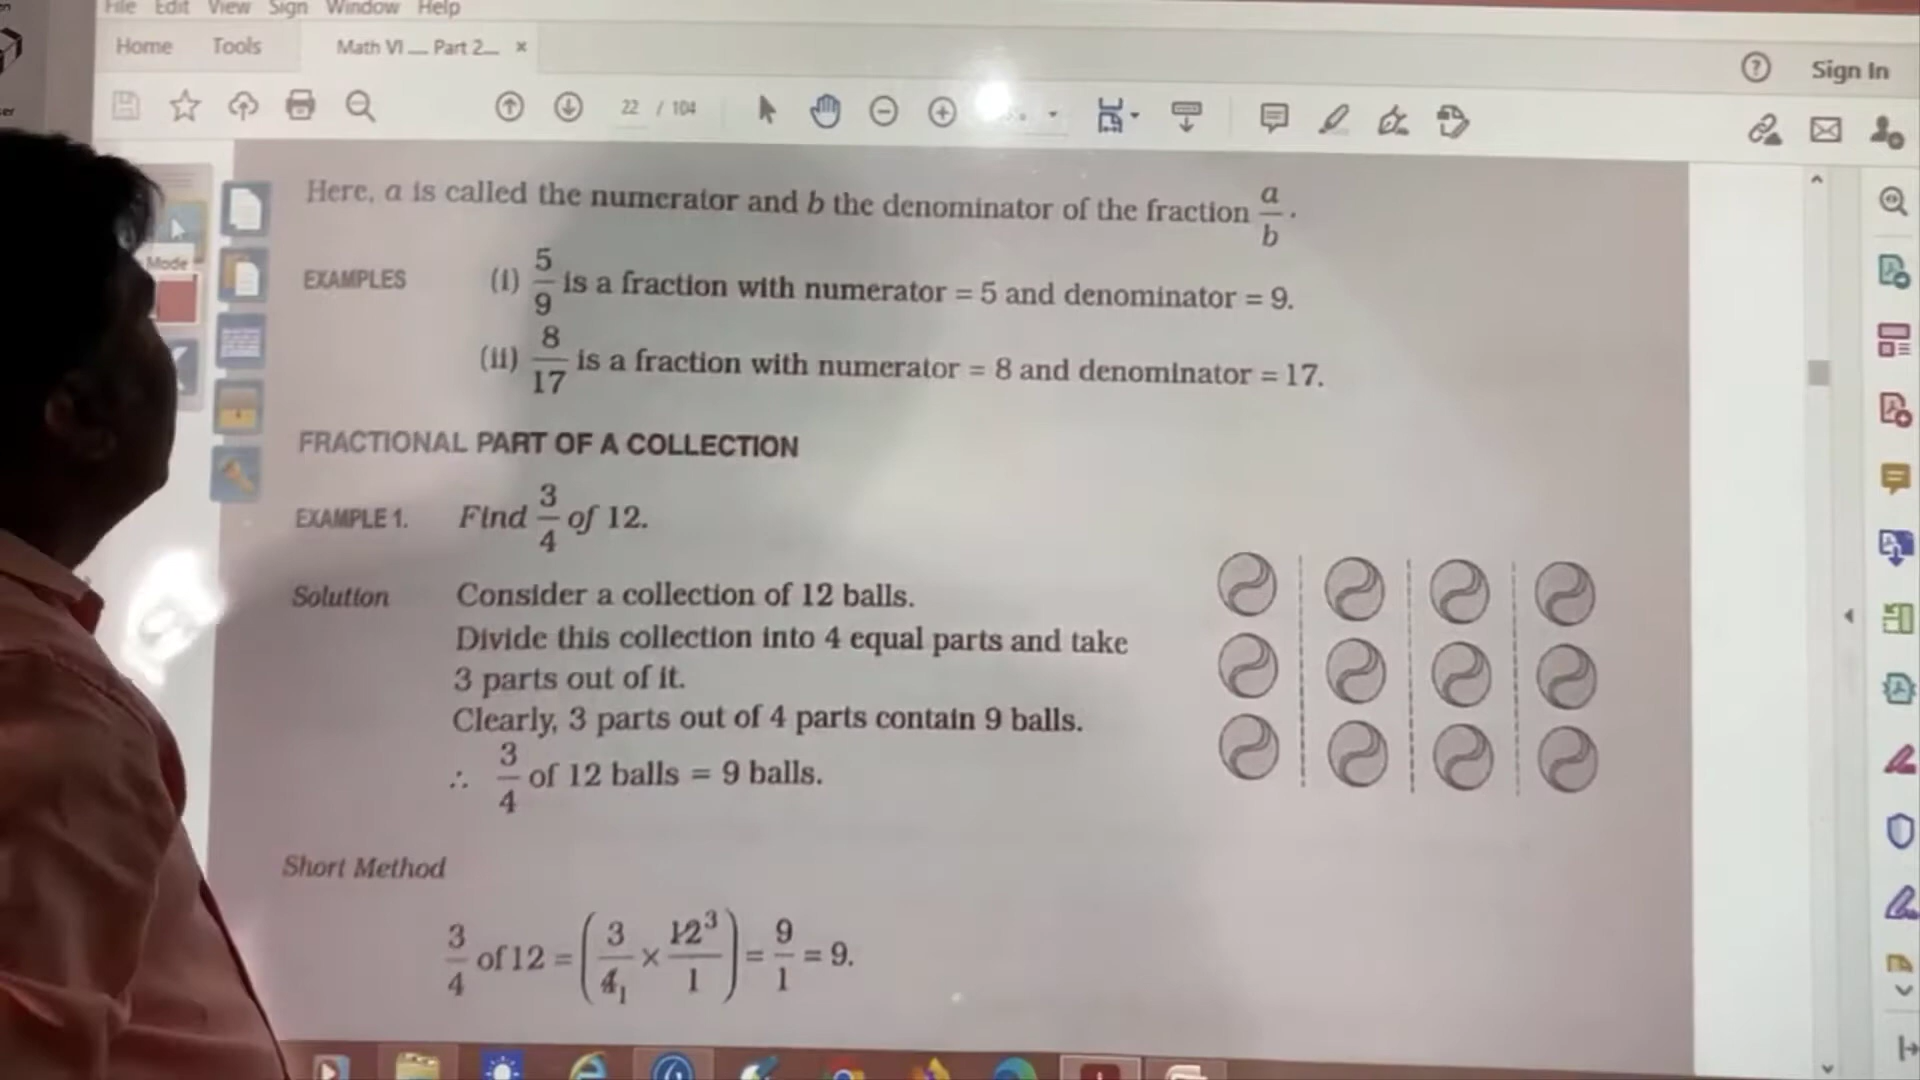 File Edit View Sign Window Help
Home Tools Math VI __ Part 2... ×
Sign In
22 / 104
Mode
Here, a is called the numerator and b the denominator of the fraction a/b.
EXAMPLES (i) 5/9 is a fraction with numerator = 5 and denominator = 9.
(ii) 8/17 is a fraction with numerator = 8 and denominator = 17.
FRACTIONAL PART OF A COLLECTION
EXAMPLE 1. Find 3/4 of 12.
Solution Consider a collection of 12 balls.
Divide this collection into 4 equal parts and take
3 parts out of it.
Clearly, 3 parts out of 4 parts contain 9 balls.
∴ 3/4 of 12 balls = 9 balls.
Short Method
3/4 of 12 = (3/4₁ × 12³/1) = 9/1 = 9.